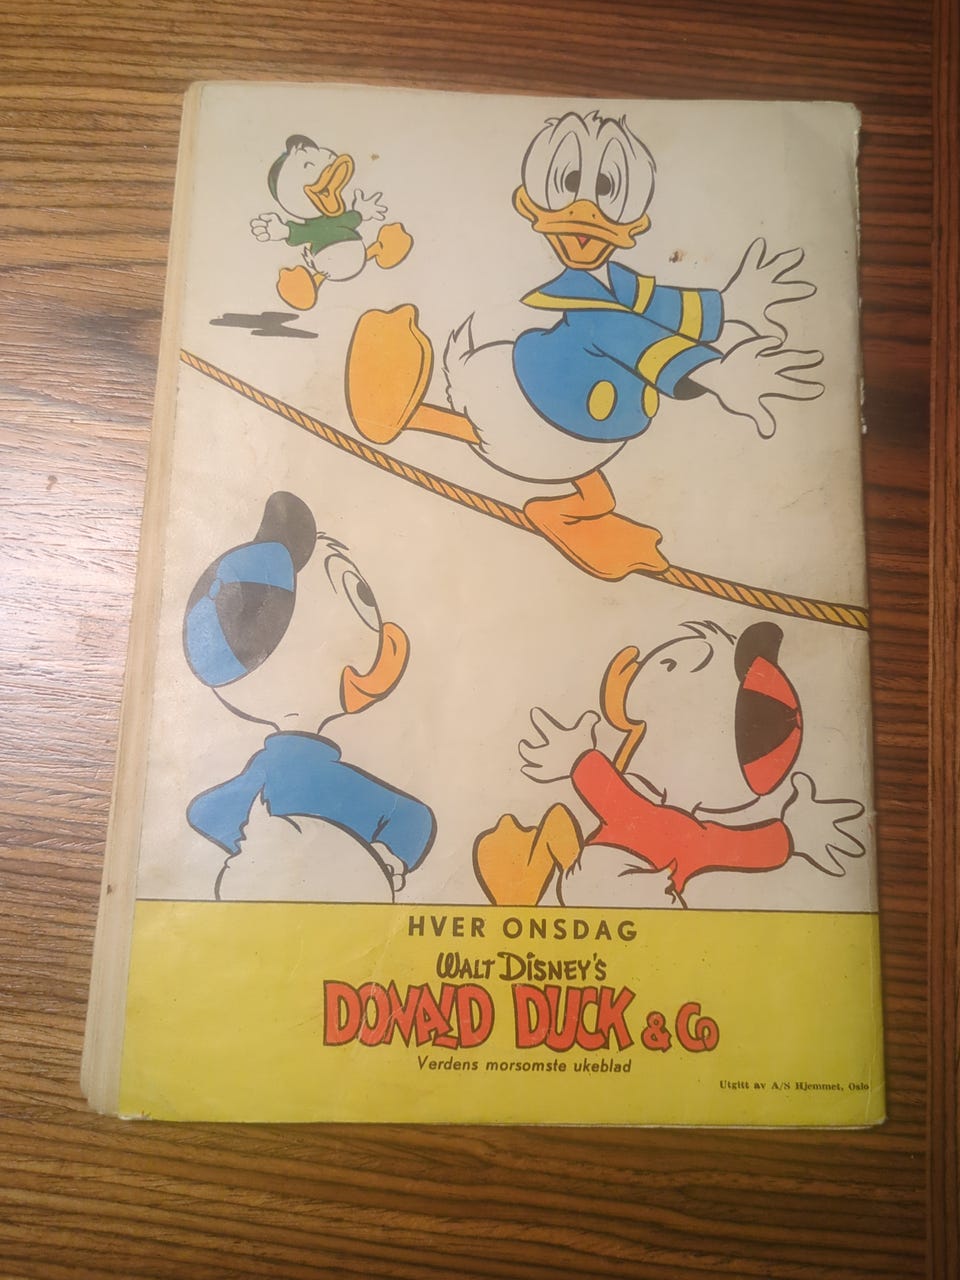 HVER ONSDAG
WALT DISNEY'S
DONALD DUCK & Co
Verdens morsomste ukeblad
Utgitt av A/S Hjemmet, Oslo